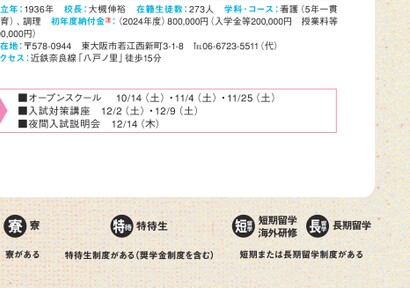 立年：1936年　校長：大槻伸裕　在籍生徒数：273人　学科・コース：看護（5年一貫
育）、調理　初年度納付金注：（2024年度）800,000円（入学金等200,000円　授業料等
00,000円）
在地：〒578-0944　東大阪市若江西新町3-1-8　℡06-6723-5511（代）
クセス：近鉄奈良線「八戸ノ里」徒歩15分
■オープンスクール　10/14（土）・11/4（土）・11/25（土）
■入試対策講座　12/2（土）・12/9（土）
■夜間入試説明会　12/14（木）
寮 寮
寮がある
特待 特待生
特待生制度がある（奨学金制度を含む）
短留学 短期留学
海外研修
長留学 長期留学
短期または長期留学制度がある